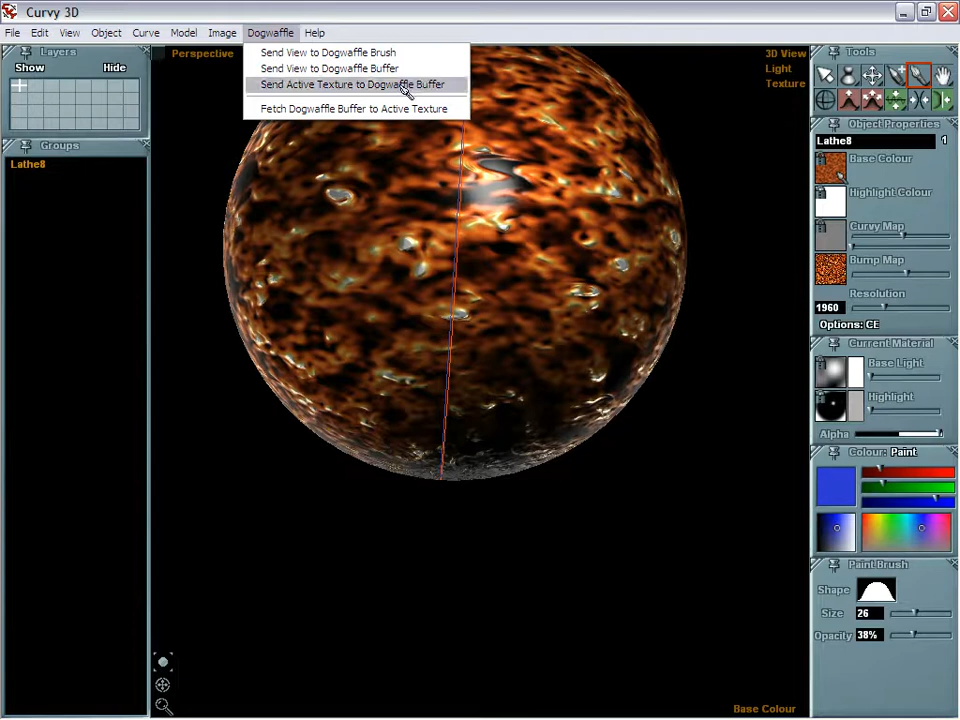 Curvy 3D
File Edit View Object Curve Model Image Dogwaffle Help
Layers
Show Hide
Groups
Lathe8
Send View to Dogwaffle Brush
Send View to Dogwaffle Buffer
Send Active Texture to Dogwaffle Buffer
Fetch Dogwaffle Buffer to Active Texture
Perspective
3D View
Light
Texture
Base Colour
Tools
Object Properties
Lathe8 1
Base Colour
Highlight Colour
Curvy Map
Bump Map
Resolution
1960
Options: CE
Current Material
Base Light
Highlight
Alpha
Colour: Paint
Paint Brush
Shape
Size 26
Opacity 38%